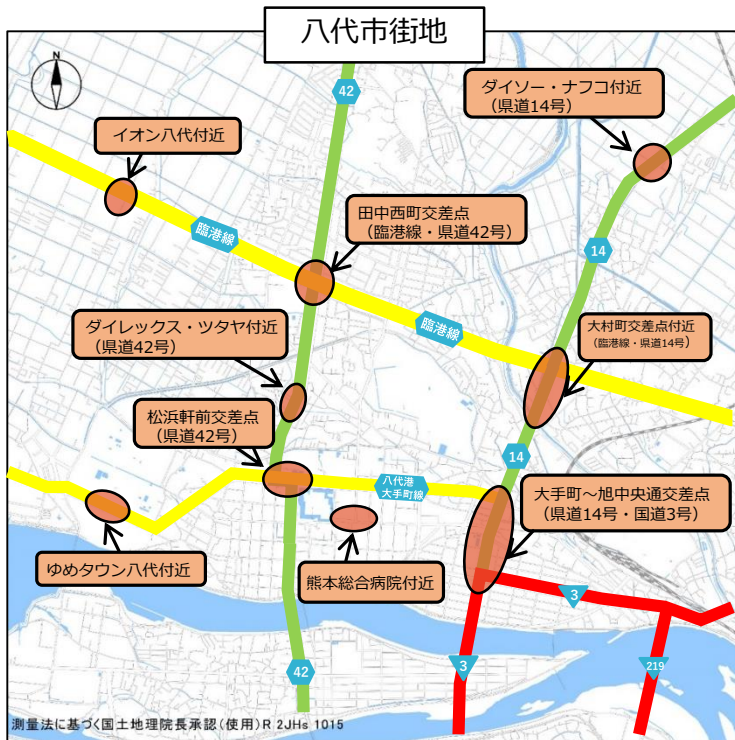 八代市街地
N
42
ダイソー・ナフコ付近
（県道14号）
イオン八代付近
田中西町交差点
（臨港線・県道42号）
臨港線
14
ダイレックス・ツタヤ付近
（県道42号）
臨港線
大村町交差点付近
（臨港線・県道14号）
松浜軒前交差点
（県道42号）
14
八代港
大手町線
大手町～旭中央通交差点
（県道14号・国道3号）
ゆめタウン八代付近
熊本総合病院付近
3
42
3
219
測量法に基づく国土地理院長承認（使用）R 2JHs 1015